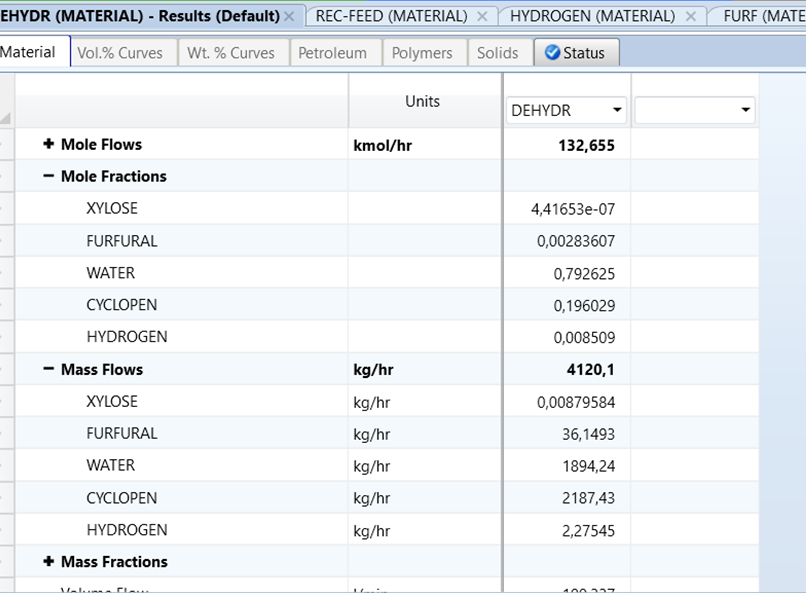 EHYDR (MATERIAL) - Results (Default) × REC-FEED (MATERIAL) × HYDROGEN (MATERIAL) × FURF (MATE
Material Vol.% Curves Wt. % Curves Petroleum Polymers Solids Status
Units DEHYDR
Mole Flows kmol/hr 132,655
Mole Fractions
XYLOSE 4,41653e-07
FURFURAL 0,00283607
WATER 0,792625
CYCLOPEN 0,196029
HYDROGEN 0,008509
Mass Flows kg/hr 4120,1
XYLOSE kg/hr 0,00879584
FURFURAL kg/hr 36,1493
WATER kg/hr 1894,24
CYCLOPEN kg/hr 2187,43
HYDROGEN kg/hr 2,27545
Mass Fractions
Volume Flow